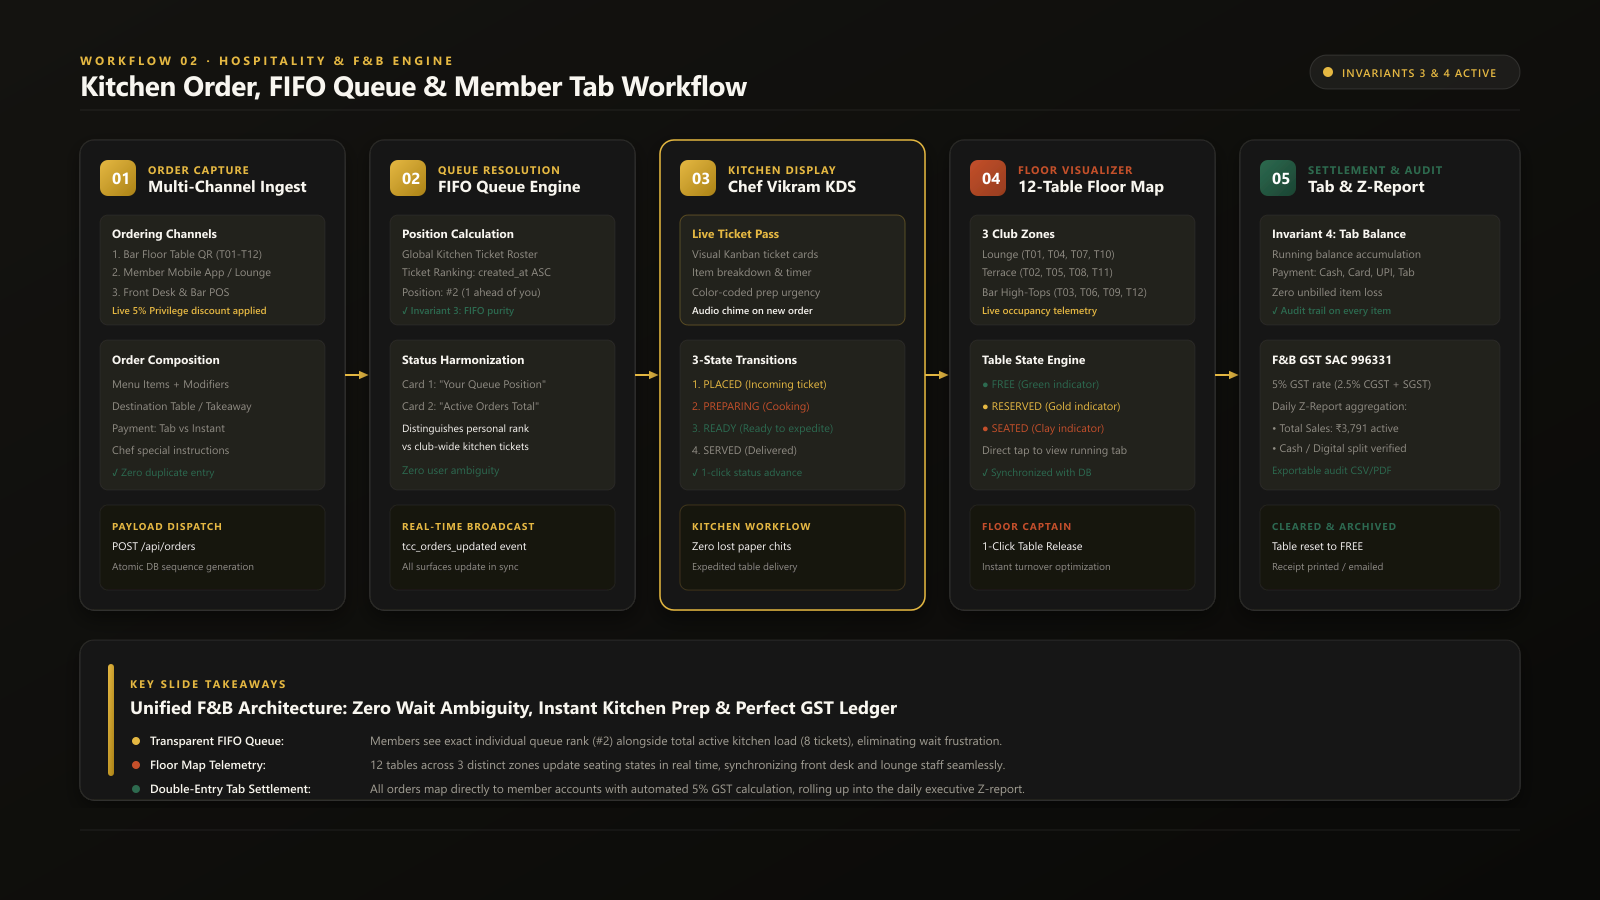 WORKFLOW 02 · HOSPITALITY & F&B ENGINE
Kitchen Order, FIFO Queue & Member Tab Workflow
INVARIANTS 3 & 4 ACTIVE
01
ORDER CAPTURE
Multi-Channel Ingest
Ordering Channels
1. Bar Floor Table QR (T01-T12)
2. Member Mobile App / Lounge
3. Front Desk & Bar POS
Live 5% Privilege discount applied
Order Composition
Menu Items + Modifiers
Destination Table / Takeaway
Payment: Tab vs Instant
Chef special instructions
✓ Zero duplicate entry
PAYLOAD DISPATCH
POST /api/orders
Atomic DB sequence generation
02
QUEUE RESOLUTION
FIFO Queue Engine
Position Calculation
Global Kitchen Ticket Roster
Ticket Ranking: created_at ASC
Position: #2 (1 ahead of you)
✓ Invariant 3: FIFO purity
Status Harmonization
Card 1: "Your Queue Position"
Card 2: "Active Orders Total"
Distinguishes personal rank
vs club-wide kitchen tickets
Zero user ambiguity
REAL-TIME BROADCAST
tcc_orders_updated event
All surfaces update in sync
03
KITCHEN DISPLAY
Chef Vikram KDS
Live Ticket Pass
Visual Kanban ticket cards
Item breakdown & timer
Color-coded prep urgency
Audio chime on new order
3-State Transitions
1. PLACED (Incoming ticket)
2. PREPARING (Cooking)
3. READY (Ready to expedite)
4. SERVED (Delivered)
✓ 1-click status advance
KITCHEN WORKFLOW
Zero lost paper chits
Expedited table delivery
04
FLOOR VISUALIZER
12-Table Floor Map
3 Club Zones
Lounge (T01, T04, T07, T10)
Terrace (T02, T05, T08, T11)
Bar High-Tops (T03, T06, T09, T12)
Live occupancy telemetry
Table State Engine
● FREE (Green indicator)
● RESERVED (Gold indicator)
● SEATED (Clay indicator)
Direct tap to view running tab
✓ Synchronized with DB
FLOOR CAPTAIN
1-Click Table Release
Instant turnover optimization
05
SETTLEMENT & AUDIT
Tab & Z-Report
Invariant 4: Tab Balance
Running balance accumulation
Payment: Cash, Card, UPI, Tab
Zero unbilled item loss
✓ Audit trail on every item
F&B GST SAC 996331
5% GST rate (2.5% CGST + SGST)
Daily Z-Report aggregation:
• Total Sales: ₹3,791 active
• Cash / Digital split verified
Exportable audit CSV/PDF
CLEARED & ARCHIVED
Table reset to FREE
Receipt printed / emailed
KEY SLIDE TAKEAWAYS
Unified F&B Architecture: Zero Wait Ambiguity, Instant Kitchen Prep & Perfect GST Ledger
Transparent FIFO Queue: Members see exact individual queue rank (#2) alongside total active kitchen load (8 tickets), eliminating wait frustration.
Floor Map Telemetry: 12 tables across 3 distinct zones update seating states in real time, synchronizing front desk and lounge staff seamlessly.
Double-Entry Tab Settlement: All orders map directly to member accounts with automated 5% GST calculation, rolling up into the daily executive Z-report.